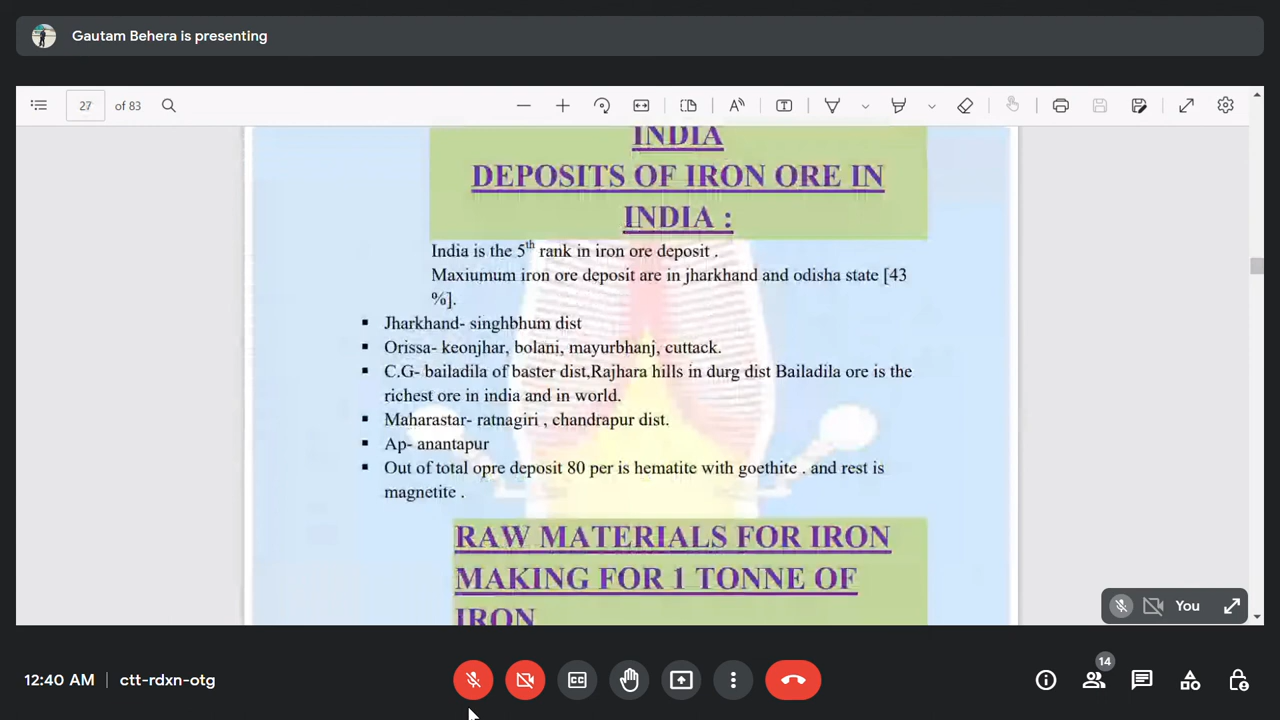 Gautam Behera is presenting
27 of 83
INDIA
DEPOSITS OF IRON ORE IN
INDIA :
India is the 5th rank in iron ore deposit .
Maxiumum iron ore deposit are in jharkhand and odisha state [43
%].
▪ Jharkhand- singhbhum dist
▪ Orissa- keonjhar, bolani, mayurbhanj, cuttack.
▪ C.G- bailadila of baster dist,Rajhara hills in durg dist Bailadila ore is the
richest ore in india and in world.
▪ Maharastar- ratnagiri , chandrapur dist.
▪ Ap- anantapur
▪ Out of total opre deposit 80 per is hematite with goethite . and rest is
magnetite .
RAW MATERIALS FOR IRON
MAKING FOR 1 TONNE OF
IRON
You
12:40 AM ctt-rdxn-otg
14